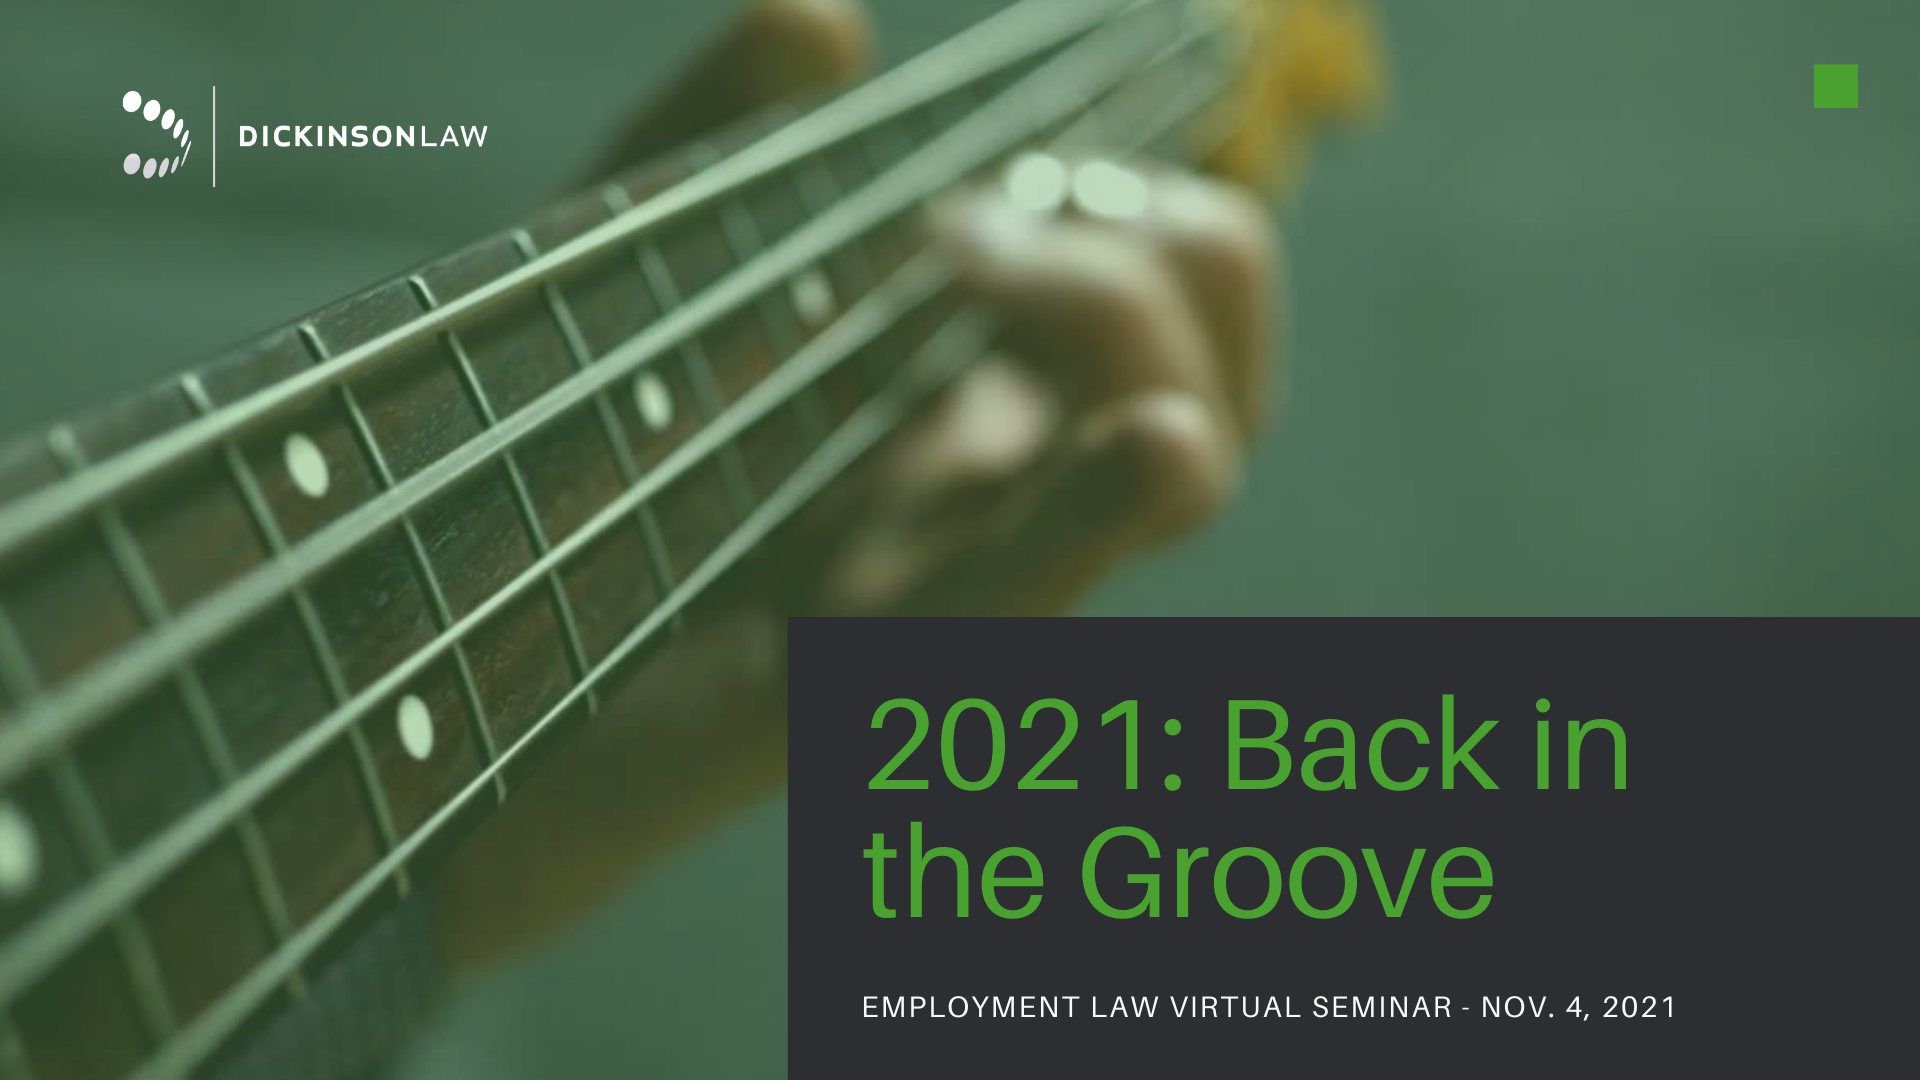 DICKINSONLAW
2021: Back in
the Groove
EMPLOYMENT LAW VIRTUAL SEMINAR - NOV. 4, 2021